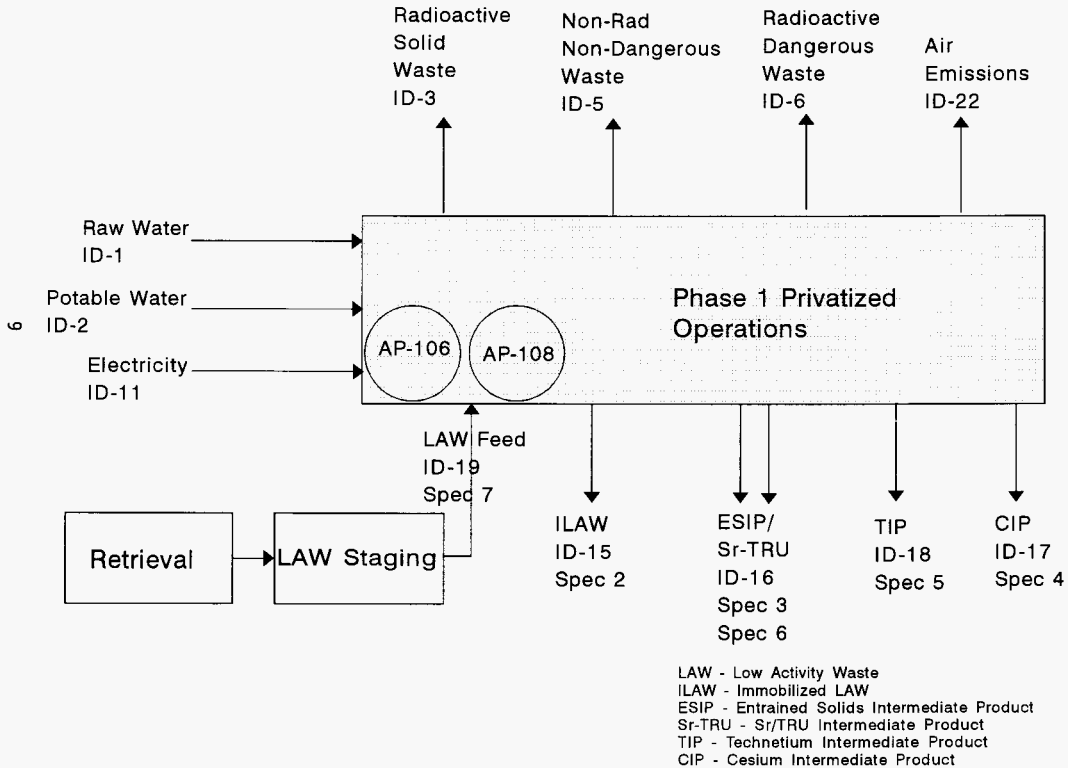 Radioactive
Solid
Waste
ID-3
Non-Rad
Non-Dangerous
Waste
ID-5
Radioactive
Dangerous
Waste
ID-6
Air
Emissions
ID-22
Raw Water
ID-1
Potable Water
ID-2
Electricity
ID-11
9
Phase 1 Privatized
Operations
AP-106
AP-108
LAW Feed
ID-19
Spec 7
Retrieval
LAW Staging
ILAW
ID-15
Spec 2
ESIP/
Sr-TRU
ID-16
Spec 3
Spec 6
TIP
ID-18
Spec 5
CIP
ID-17
Spec 4
LAW - Low Activity Waste
ILAW - Immobilized LAW
ESIP - Entrained Solids Intermediate Product
Sr-TRU - Sr/TRU Intermediate Product
TIP - Technetium Intermediate Product
CIP - Cesium Intermediate Product